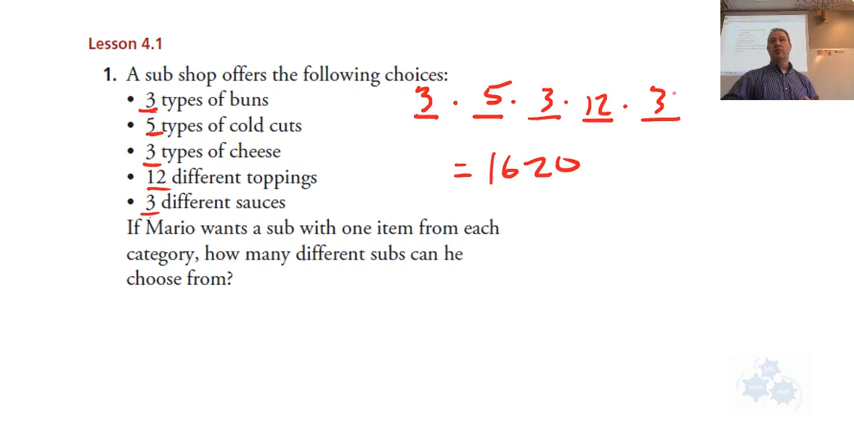 Lesson 4.1
1. A sub shop offers the following choices:
• 3 types of buns
• 5 types of cold cuts
• 3 types of cheese
• 12 different toppings
• 3 different sauces
If Mario wants a sub with one item from each
category, how many different subs can he
choose from?
3 · 5 · 3 · 12 · 3
= 1620